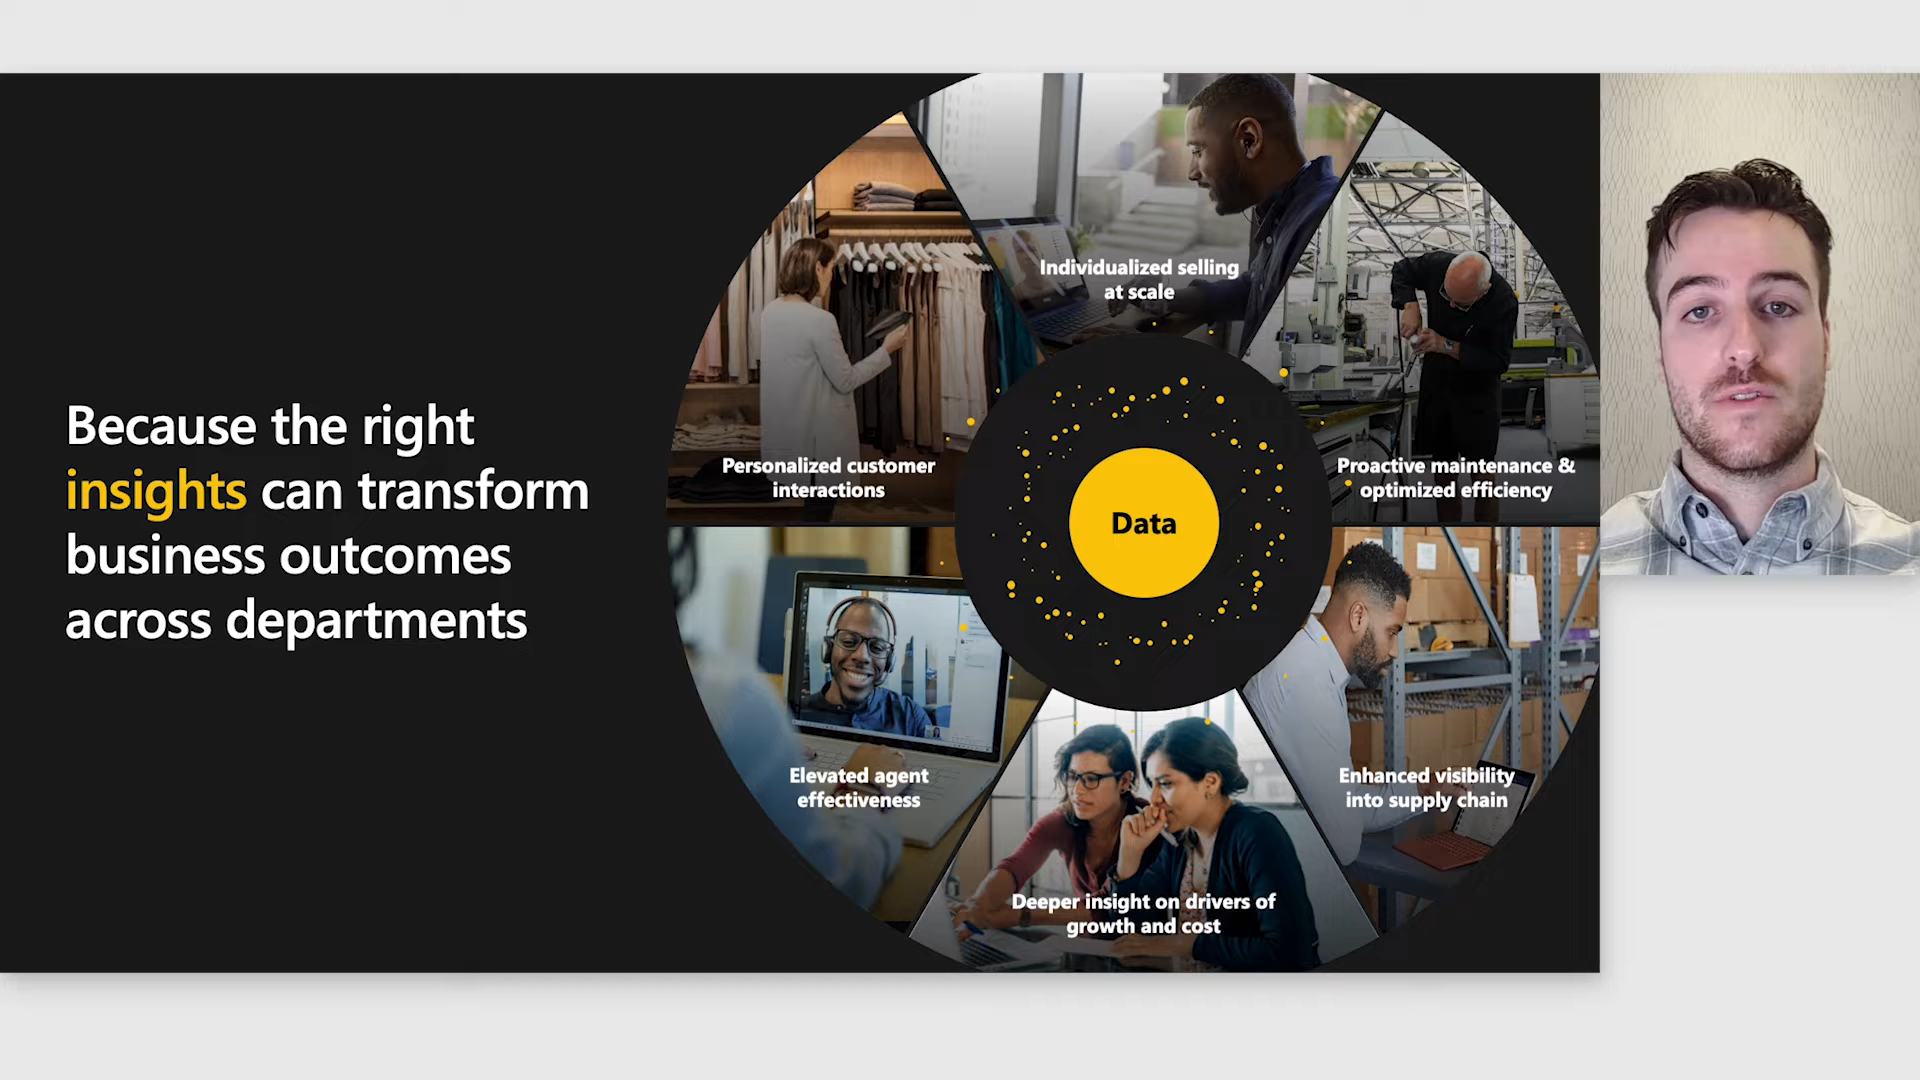 Because the right
insights can transform
business outcomes
across departments
Individualized selling
at scale
Personalized customer
interactions
Proactive maintenance &
optimized efficiency
Data
Elevated agent
effectiveness
Enhanced visibility
into supply chain
Deeper insight on drivers of
growth and cost